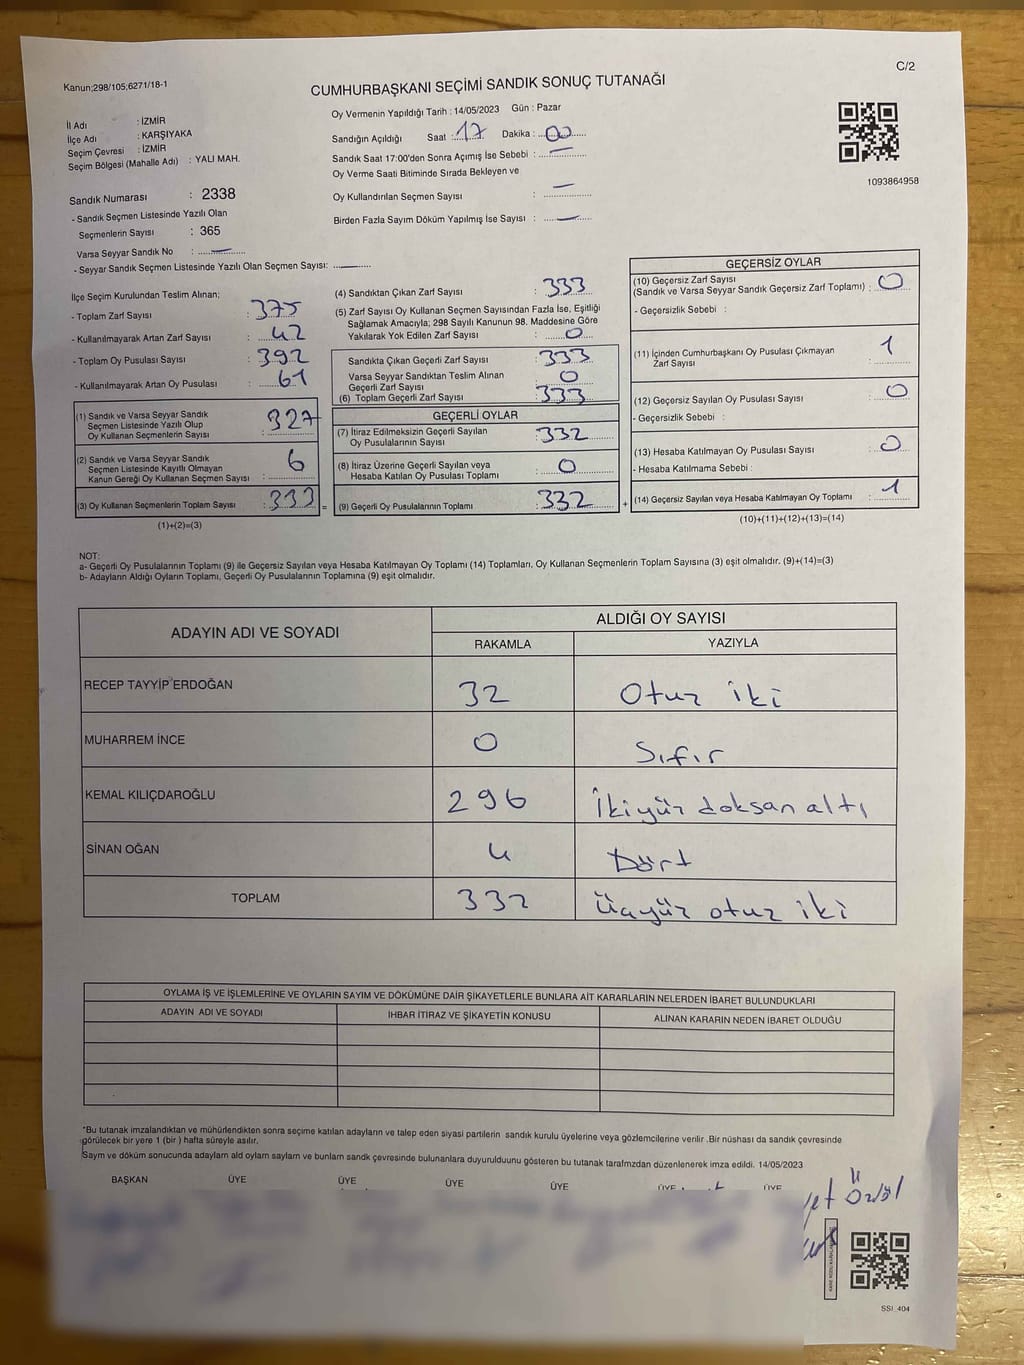 Kanun;298/105;6271/18-1
C/2
CUMHURBAŞKANI SEÇİMİ SANDIK SONUÇ TUTANAĞI
İl Adı : İZMİR
İlçe Adı : KARŞIYAKA
Seçim Çevresi : İZMİR
Seçim Bölgesi (Mahalle Adı) : YALI MAH.
Sandık Numarası : 2338
- Sandık Seçmen Listesinde Yazılı Olan
Seçmenlerin Sayısı : 365
Varsa Seyyar Sandık No : —
- Seyyar Sandık Seçmen Listesinde Yazılı Olan Seçmen Sayısı: —
Oy Vermenin Yapıldığı Tarih : 14/05/2023 Gün : Pazar
Sandığın Açıldığı Saat : 17 Dakika : 00
Sandık Saat 17:00'den Sonra Açımış İse Sebebi : —
Oy Verme Saati Bitiminde Sırada Bekleyen ve
Oy Kullandırılan Seçmen Sayısı : —
Birden Fazla Sayım Döküm Yapılmış İse Sayısı : —
1093864958
İlçe Seçim Kurulundan Teslim Alınan;
- Toplam Zarf Sayısı : 375
- Kullanılmayarak Artan Zarf Sayısı : 42
- Toplam Oy Pusulası Sayısı : 392
- Kullanılmayarak Artan Oy Pusulası : 61
(1) Sandık ve Varsa Seyyar Sandık
Seçmen Listesinde Yazılı Olup
Oy Kullanan Seçmenlerin Sayısı : 327
(2) Sandık ve Varsa Seyyar Sandık
Seçmen Listesinde Kayıtlı Olmayan
Kanun Gereği Oy Kullanan Seçmen Sayısı : 6
(3) Oy Kullanan Seçmenlerin Toplam Sayısı : 333 =
(1)+(2)=(3)
(4) Sandıktan Çıkan Zarf Sayısı : 333
(5) Zarf Sayısı Oy Kullanan Seçmen Sayısından Fazla İse, Eşitliği
Sağlamak Amacıyla; 298 Sayılı Kanunun 98. Maddesine Göre
Yakılarak Yok Edilen Zarf Sayısı : 0
Sandıkta Çıkan Geçerli Zarf Sayısı : 333
Varsa Seyyar Sandıktan Teslim Alınan
Geçerli Zarf Sayısı : 0
(6) Toplam Geçerli Zarf Sayısı : 333
GEÇERLİ OYLAR
(7) İtiraz Edilmeksizin Geçerli Sayılan
Oy Pusulalarının Sayısı : 332
(8) İtiraz Üzerine Geçerli Sayılan veya
Hesaba Katılan Oy Pusulası Toplamı : 0
(9) Geçerli Oy Pusulalarının Toplamı : 332 +
GEÇERSİZ OYLAR
(10) Geçersiz Zarf Sayısı
(Sandık ve Varsa Seyyar Sandık Geçersiz Zarf Toplamı) : 0
- Geçersizlik Sebebi :
(11) İçinden Cumhurbaşkanı Oy Pusulası Çıkmayan
Zarf Sayısı : 1
(12) Geçersiz Sayılan Oy Pusulası Sayısı : 0
- Geçersizlik Sebebi :
(13) Hesaba Katılmayan Oy Pusulası Sayısı : 0
- Hesaba Katılmama Sebebi :
(14) Geçersiz Sayılan veya Hesaba Katılmayan Oy Toplamı : 1
(10)+(11)+(12)+(13)=(14)
NOT:
a- Geçerli Oy Pusulalarının Toplamı (9) ile Geçersiz Sayılan veya Hesaba Katılmayan Oy Toplamı (14) Toplamları, Oy Kullanan Seçmenlerin Toplam Sayısına (3) eşit olmalıdır. (9)+(14)=(3)
b- Adayların Aldığı Oyların Toplamı, Geçerli Oy Pusulalarının Toplamına (9) eşit olmalıdır.
ADAYIN ADI VE SOYADI ALDIĞI OY SAYISI
RAKAMLA YAZIYLA
RECEP TAYYİP ERDOĞAN 32 Otuz iki
MUHARREM İNCE 0 Sıfır
KEMAL KILIÇDAROĞLU 296 İkiyüz doksan altı
SİNAN OĞAN 4 Dört
TOPLAM 332 Üçyüz otuz iki
OYLAMA İŞ VE İŞLEMLERİNE VE OYLARIN SAYIM VE DÖKÜMÜNE DAİR ŞİKAYETLERLE BUNLARA AİT KARARLARIN NELERDEN İBARET BULUNDUKLARI
ADAYIN ADI VE SOYADI İHBAR İTİRAZ VE ŞİKAYETİN KONUSU ALINAN KARARIN NEDEN İBARET OLDUĞU
*Bu tutanak imzalandıktan ve mühürlendikten sonra seçime katılan adayların ve talep eden siyasi partilerin sandık kurulu üyelerine veya gözlemcilerine verilir .Bir nüshası da sandık çevresinde
görülecek bir yere 1 (bir ) hafta süreyle asılır.
Saym ve döküm sonucunda adaylarn ald oylarn saylarn ve bunlarn sandk çevresinde bulunanlara duyurulduunu gösteren bu tutanak tarafmzdan düzenlenerek imza edildi. 14/05/2023
BAŞKAN ÜYE ÜYE ÜYE ÜYE ÜYE ÜYE
SSI_404